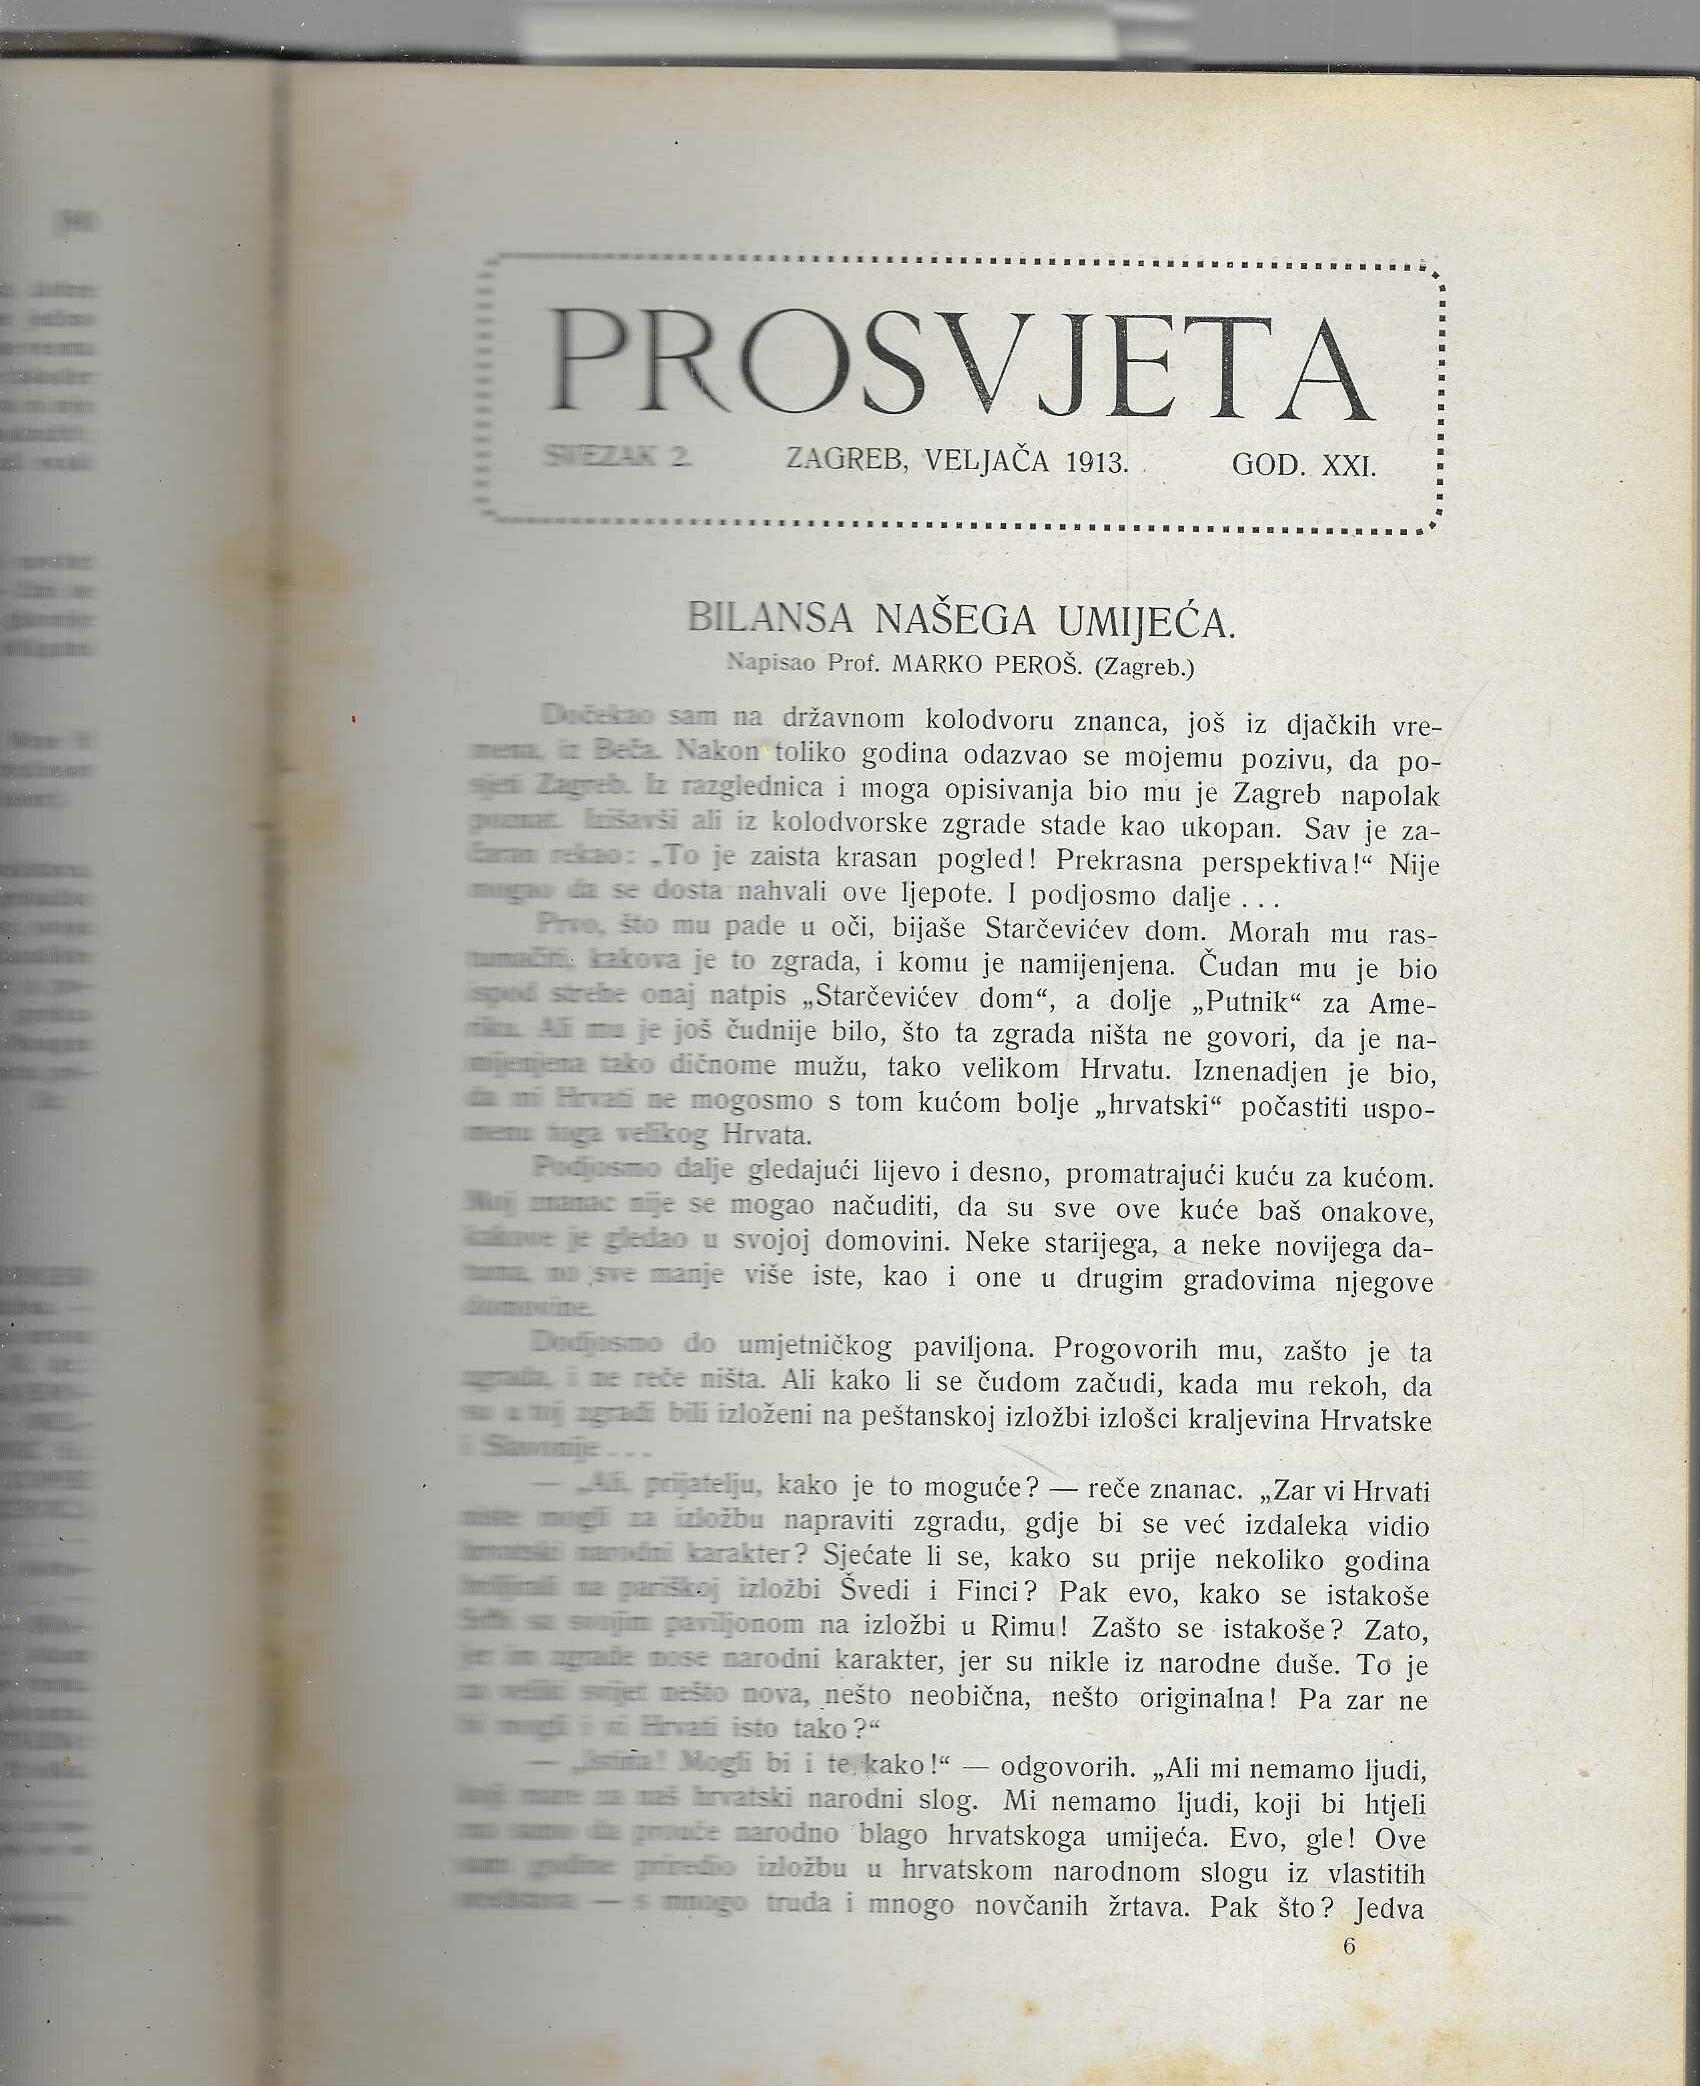 PROSVJETA
SVEZAK 2. ZAGREB, VELJAČA 1913. GOD. XXI.
BILANSA NAŠEGA UMIJEĆA.
Napisao Prof. MARKO PEROŠ. (Zagreb.)
Dočekao sam na državnom kolodvoru znanca, još iz djačkih vre-
mena, iz Beča. Nakon toliko godina odazvao se mojemu pozivu, da po-
sjeti Zagreb. Iz razglednica i moga opisivanja bio mu je Zagreb napolak
poznat. Izišavši ali iz kolodvorske zgrade stade kao ukopan. Sav je za-
čaran rekao: „To je zaista krasan pogled! Prekrasna perspektiva!“ Nije
mogao da se dosta nahvali ove ljepote. I podjosmo dalje . . .
Prvo, što mu pade u oči, bijaše Starčevićev dom. Morah mu ras-
tumačiti, kakova je to zgrada, i komu je namijenjena. Čudan mu je bio
ispod strehe onaj natpis „Starčevićev dom“, a dolje „Putnik“ za Ame-
riku. Ali mu je još čudnije bilo, što ta zgrada ništa ne govori, da je na-
mijenjena tako dičnome mužu, tako velikom Hrvatu. Iznenadjen je bio,
da mi Hrvati ne mogosmo s tom kućom bolje „hrvatski“ počastiti uspo-
menu toga velikog Hrvata.
Podjosmo dalje gledajući lijevo i desno, promatrajući kuću za kućom.
Moj znanac nije se mogao načuditi, da su sve ove kuće baš onakove,
kakove je gledao u svojoj domovini. Neke starijega, a neke novijega da-
tuma, no sve manje više iste, kao i one u drugim gradovima njegove
domovine.
Dodjosmo do umjetničkog paviljona. Progovorih mu, zašto je ta
zgrada, i ne reče ništa. Ali kako li se čudom začudi, kada mu rekoh, da
su u toj zgradi bili izloženi na peštanskoj izložbi izlošci kraljevina Hrvatske
i Slavonije . . .
— „Ali, prijatelju, kako je to moguće? — reče znanac. „Zar vi Hrvati
niste mogli za izložbu napraviti zgradu, gdje bi se već izdaleka vidio
hrvatski narodni karakter? Sjećate li se, kako su prije nekoliko godina
briljirali na pariškoj izložbi Švedi i Finci? Pak evo, kako se istakoše
Srbi sa svojim paviljonom na izložbi u Rimu! Zašto se istakoše? Zato,
jer im zgrade nose narodni karakter, jer su nikle iz narodne duše. To je
za veliki svijet nešto nova, nešto neobična, nešto originalna! Pa zar ne
bi mogli i vi Hrvati isto tako?“
— „Istina! Mogli bi i te kako!“ — odgovorih. „Ali mi nemamo ljudi,
koji mare za naš hrvatski narodni slog. Mi nemamo ljudi, koji bi htjeli
samo da prouče narodno blago hrvatskoga umijeća. Evo, gle! Ove
sam godine priredio izložbu u hrvatskom narodnom slogu iz vlastitih
sredstava — s mnogo truda i mnogo novčanih žrtava. Pak što? Jedva
6